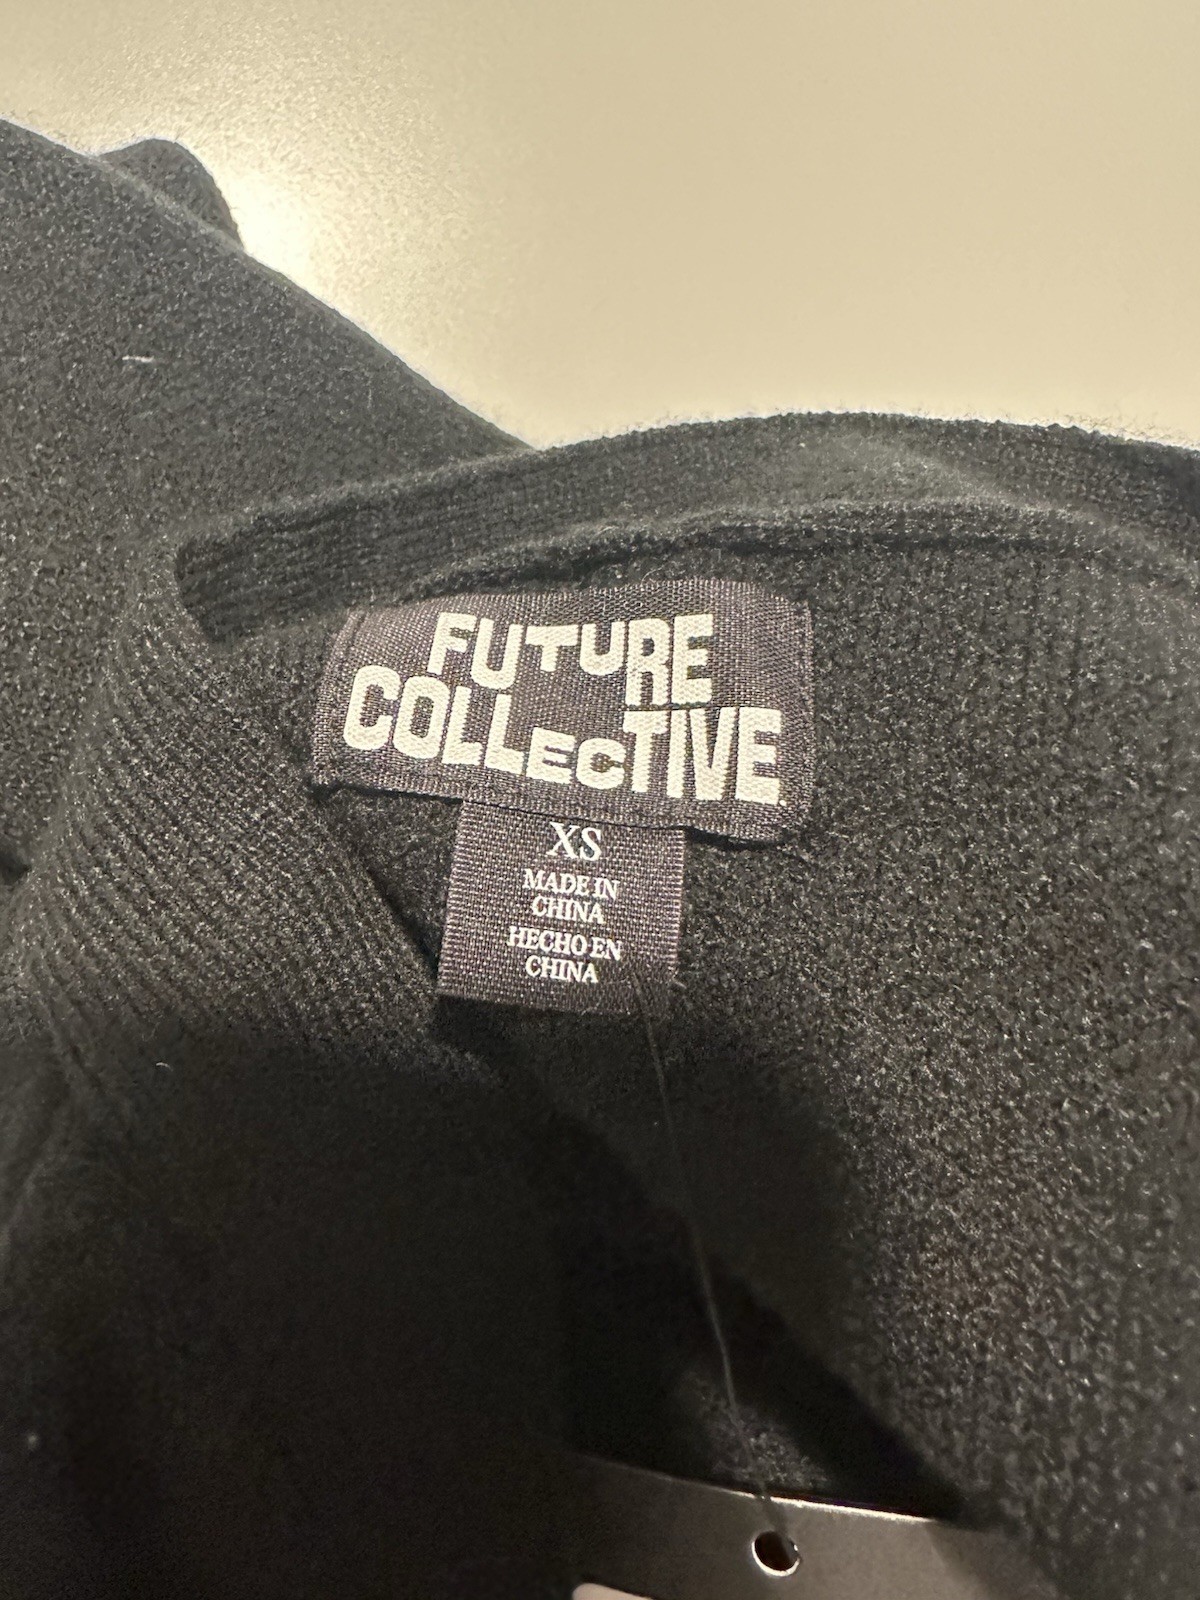 FUTURE
COLLECTIVE
XS
MADE IN
CHINA
HECHO EN
CHINA